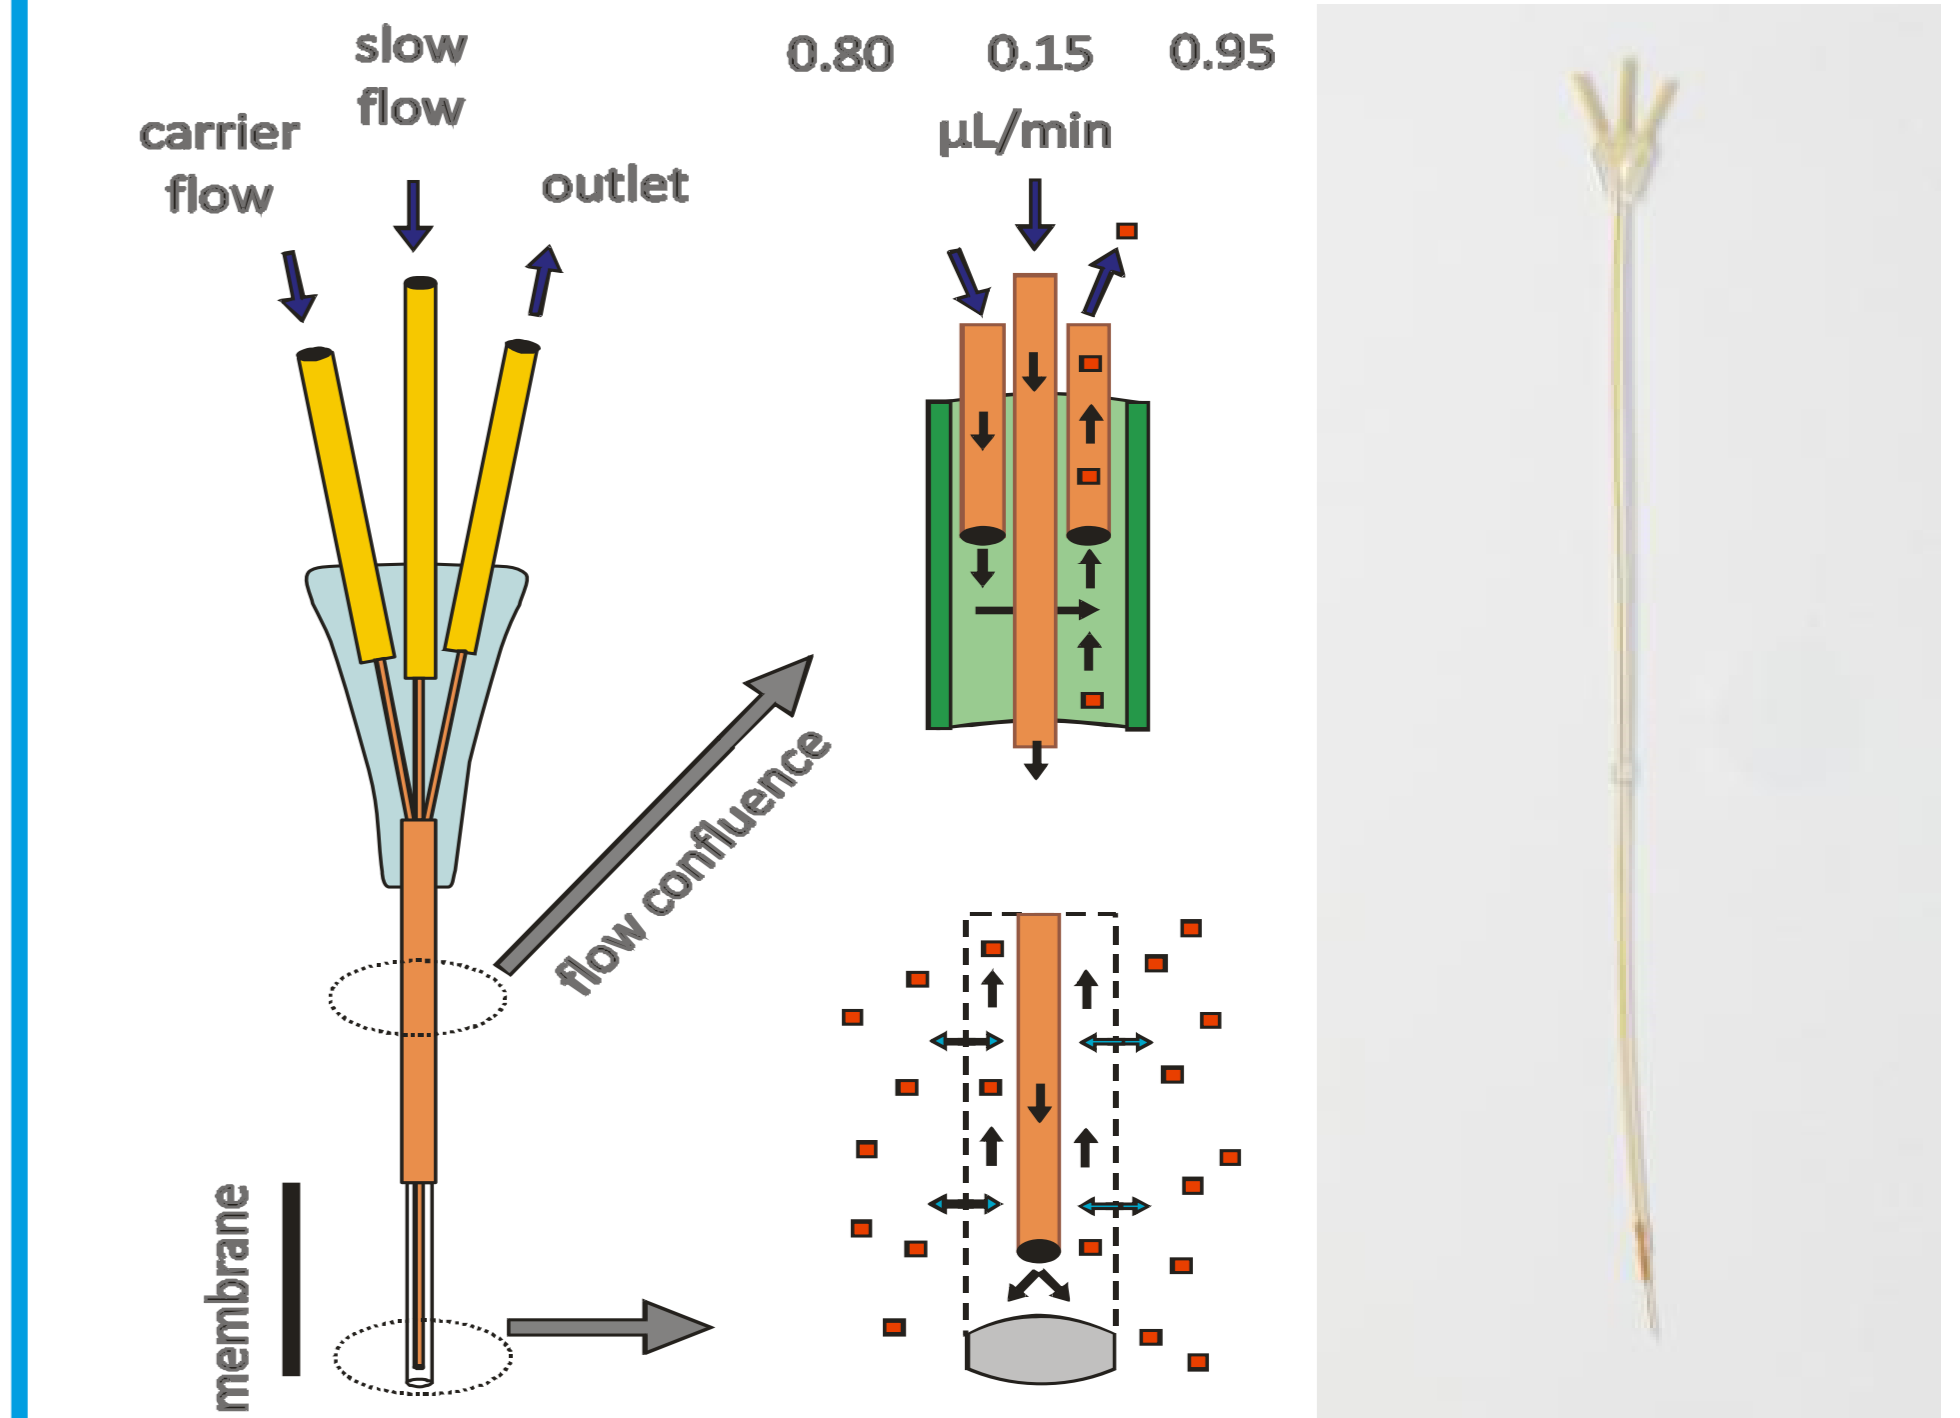 slow
flow
carrier
flow
outlet
0.80 0.15 0.95
µL/min
flow confluence
membrane